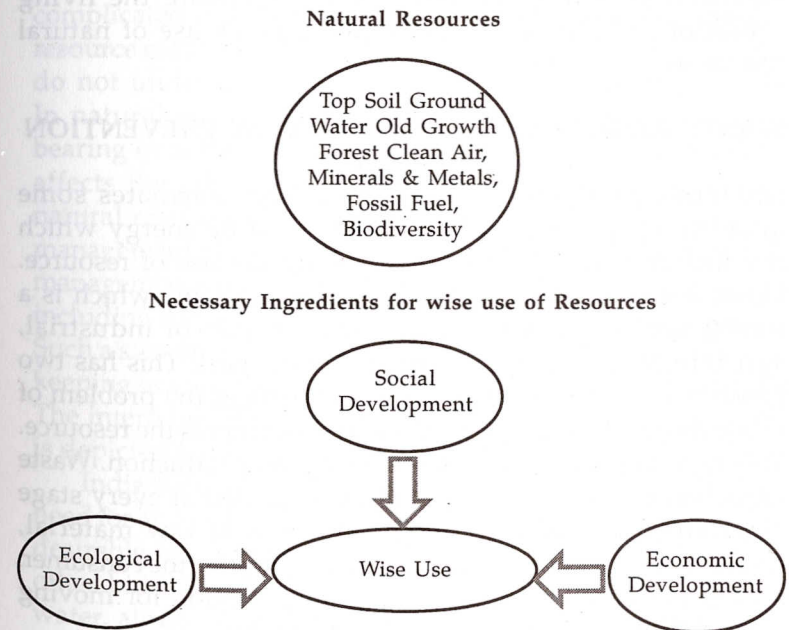 Natural Resources
Top Soil Ground
Water Old Growth
Forest Clean Air,
Minerals & Metals,
Fossil Fuel,
Biodiversity
Necessary Ingredients for wise use of Resources
Social
Development
Ecological
Development
Wise Use
Economic
Development